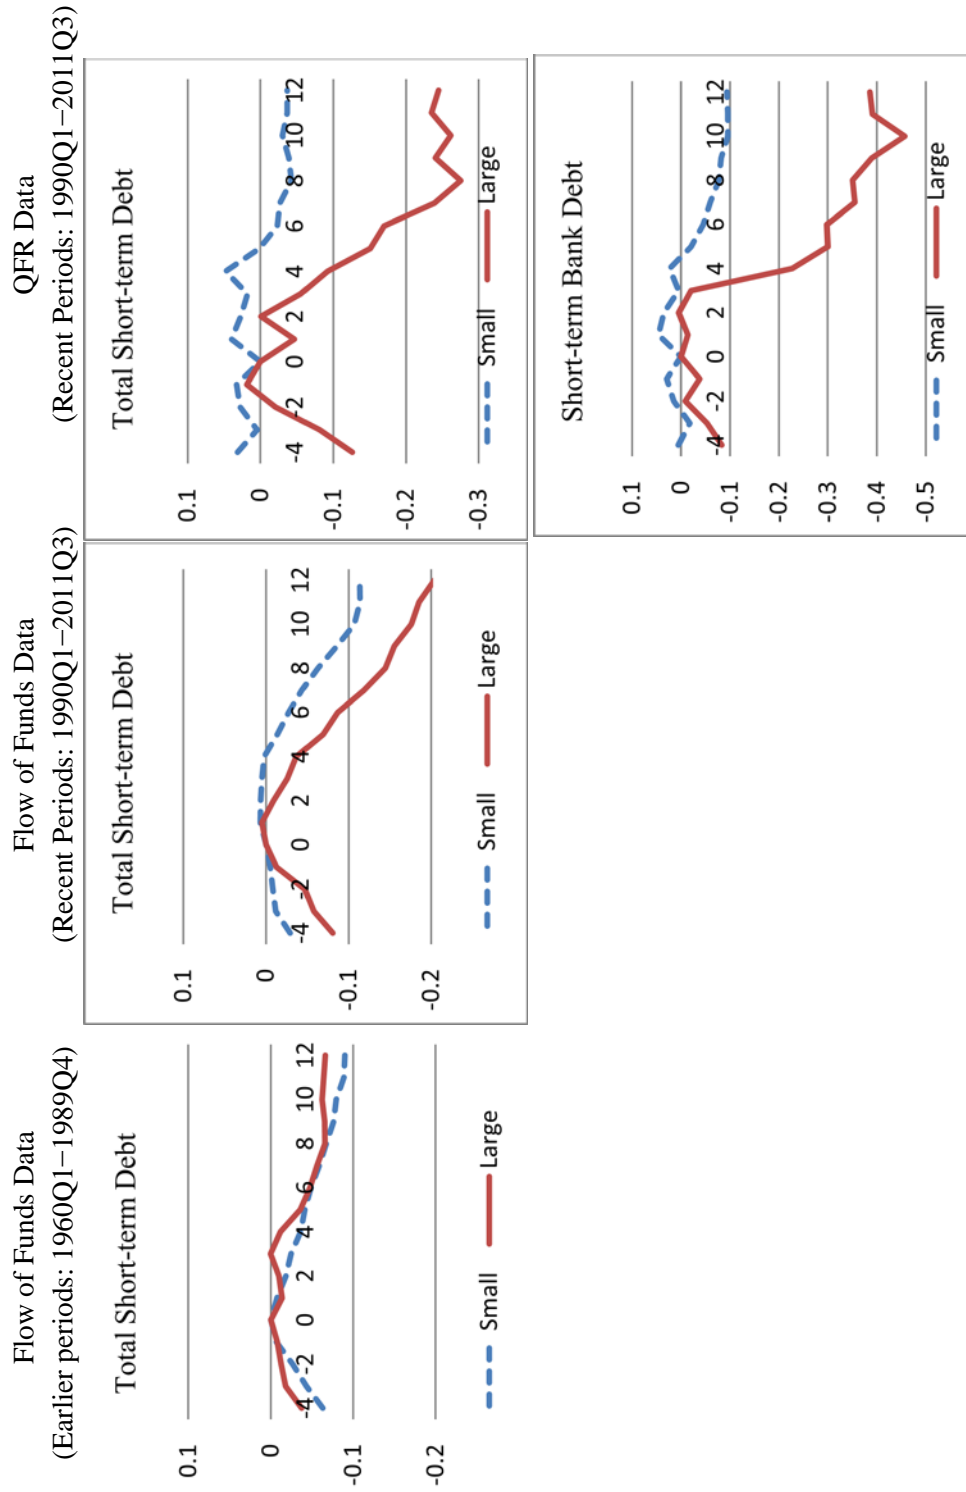 Flow of Funds Data
(Earlier periods: 1960Q1−1989Q4)
Total Short-term Debt
0.1
0
-0.1
-0.2
-4 -2 0 2 4 6 8 10 12
Small Large
Flow of Funds Data
(Recent Periods: 1990Q1−2011Q3)
Total Short-term Debt
0.1
0
-0.1
-0.2
-4 -2 0 2 4 6 8 10 12
Small Large
QFR Data
(Recent Periods: 1990Q1−2011Q3)
Total Short-term Debt
0.1
0
-0.1
-0.2
-0.3
-4 -2 0 2 4 6 8 10 12
Small Large
Short-term Bank Debt
0.1
0
-0.1
-0.2
-0.3
-0.4
-0.5
-4 -2 0 2 4 6 8 10 12
Small Large